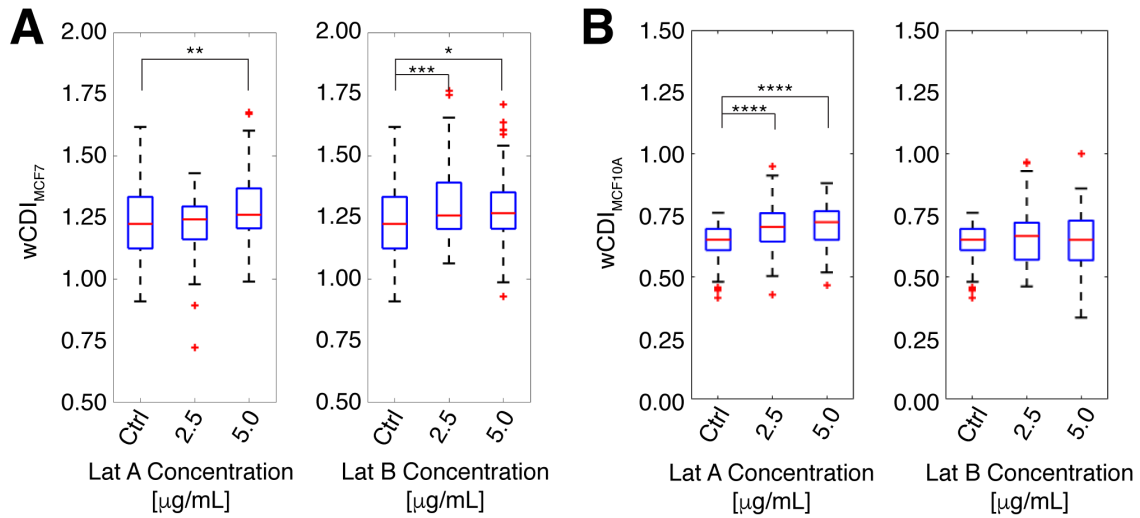 A
wCDIMCF7
2.00
1.75
1.50
1.25
1.00
0.75
0.50
**
Ctrl
2.5
5.0
Lat A Concentration
[μg/mL]
2.00
1.75
1.50
1.25
1.00
0.75
0.50
*
***
Ctrl
2.5
5.0
Lat B Concentration
[μg/mL]
B
wCDIMCF10A
1.50
1.25
1.00
0.75
0.50
0.25
0.00
****
****
Ctrl
2.5
5.0
Lat A Concentration
[μg/mL]
1.50
1.25
1.00
0.75
0.50
0.25
0.00
Ctrl
2.5
5.0
Lat B Concentration
[μg/mL]